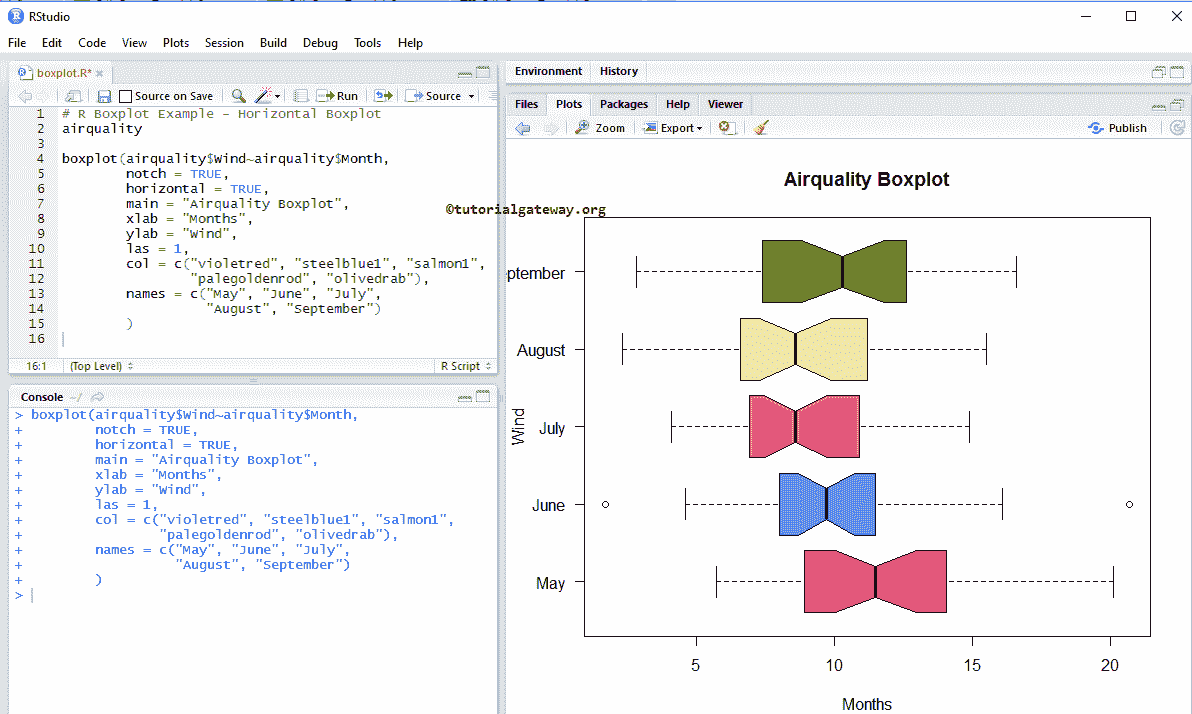 RStudio
File Edit Code View Plots Session Build Debug Tools Help
boxplot.R*
Source on Save Run Source
1 # R Boxplot Example - Horizontal Boxplot
2 airquality
3
4 boxplot(airquality$Wind~airquality$Month,
5 notch = TRUE,
6 horizontal = TRUE,
7 main = "Airquality Boxplot",
8 xlab = "Months",
9 ylab = "Wind",
10 las = 1,
11 col = c("violetred", "steelblue1", "salmon1",
12 "palegoldenrod", "olivedrab"),
13 names = c("May", "June", "July",
14 "August", "September")
15 )
16
16:1 (Top Level) R Script
Console ~/
> boxplot(airquality$Wind~airquality$Month,
+ notch = TRUE,
+ horizontal = TRUE,
+ main = "Airquality Boxplot",
+ xlab = "Months",
+ ylab = "Wind",
+ las = 1,
+ col = c("violetred", "steelblue1", "salmon1",
+ "palegoldenrod", "olivedrab"),
+ names = c("May", "June", "July",
+ "August", "September")
+ )
>
Environment History
Files Plots Packages Help Viewer
Zoom Export Publish
Airquality Boxplot
©tutorialgateway.org
ptember
August
July
June
May
Wind
5 10 15 20
Months